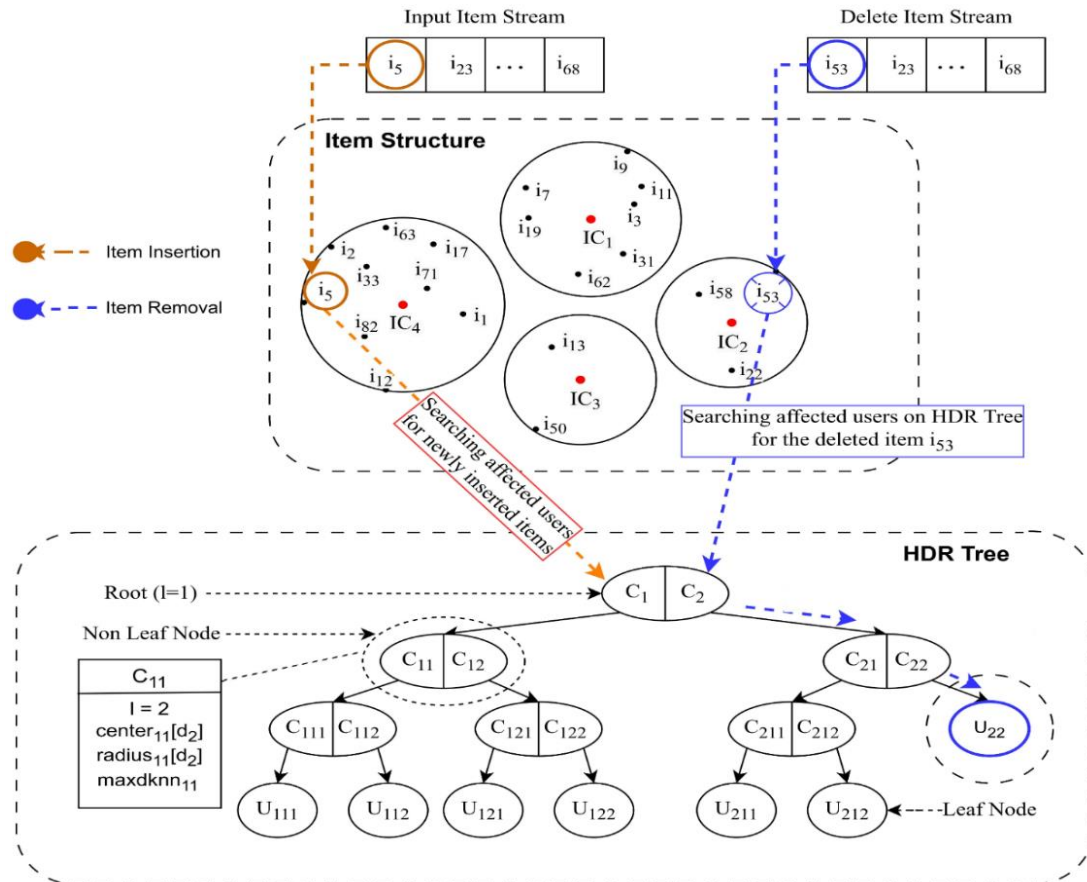 Input Item Stream
Delete Item Stream
i5 i23 ... i68
i53 i23 ... i68
Item Structure
i9
i7
i11
i3
i19
IC1
i31
i62
i63
i2
i17
i33
i71
i5
IC4
i1
i82
i12
i58
i53
IC2
i22
i13
IC3
i50
Item Insertion
Item Removal
Searching affected users
for newly inserted items
Searching affected users on HDR Tree
for the deleted item i53
HDR Tree
Root (l=1)
C1 C2
Non Leaf Node
C11 C12
C21 C22
C11
l = 2
center11[d2]
radius11[d2]
maxdknn11
C111 C112
C121 C122
C211 C212
U22
U111
U112
U121
U122
U211
U212
Leaf Node